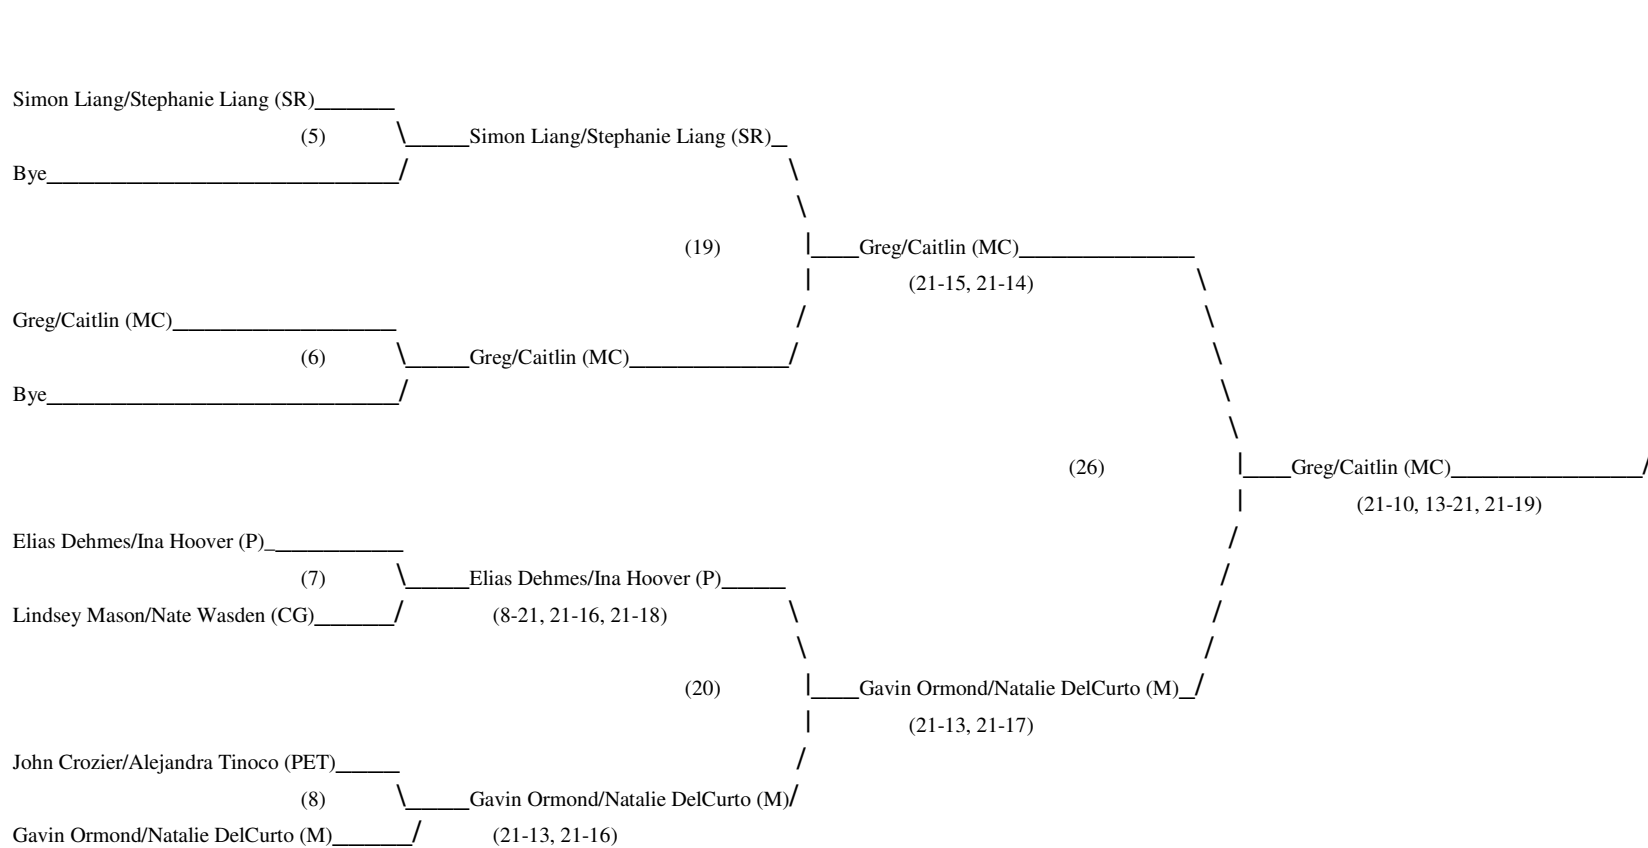 Simon Liang/Stephanie Liang (SR)
(5) Simon Liang/Stephanie Liang (SR)
Bye
(19) Greg/Caitlin (MC)
(21-15, 21-14)
Greg/Caitlin (MC)
(6) Greg/Caitlin (MC)
Bye
(26) Greg/Caitlin (MC)
(21-10, 13-21, 21-19)
Elias Dehmes/Ina Hoover (P)
(7) Elias Dehmes/Ina Hoover (P)
Lindsey Mason/Nate Wasden (CG) (8-21, 21-16, 21-18)
(20) Gavin Ormond/Natalie DelCurto (M)
(21-13, 21-17)
John Crozier/Alejandra Tinoco (PET)
(8) Gavin Ormond/Natalie DelCurto (M)
Gavin Ormond/Natalie DelCurto (M) (21-13, 21-16)